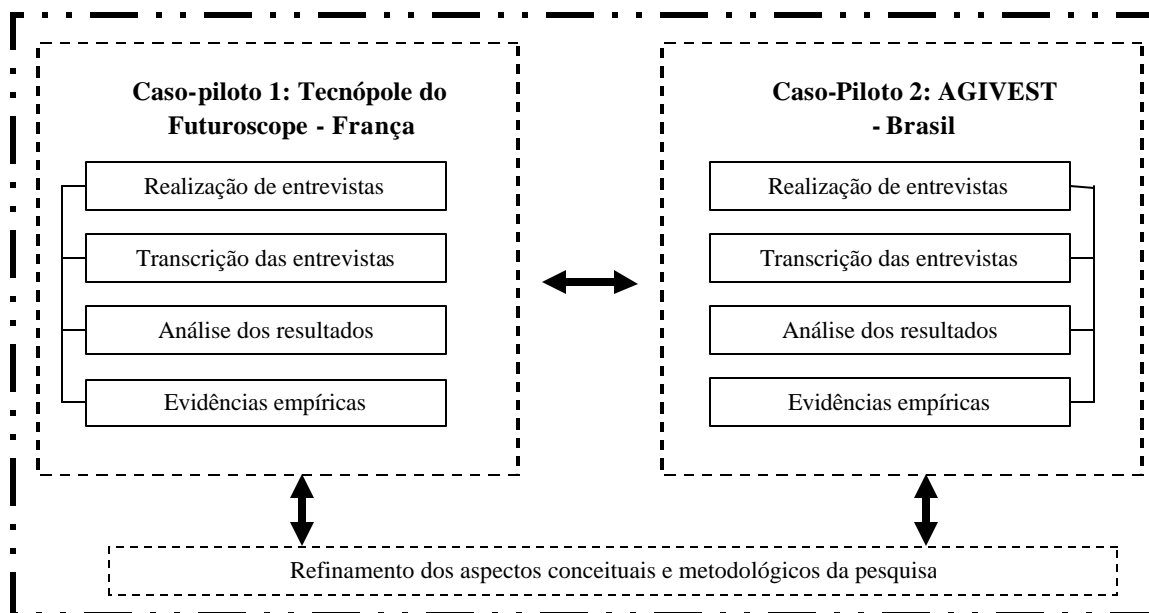 Caso-piloto 1: Tecnópole do
Futuroscope - França
Realização de entrevistas
Transcrição das entrevistas
Análise dos resultados
Evidências empíricas
Caso-Piloto 2: AGIVEST
- Brasil
Realização de entrevistas
Transcrição das entrevistas
Análise dos resultados
Evidências empíricas
Refinamento dos aspectos conceituais e metodológicos da pesquisa